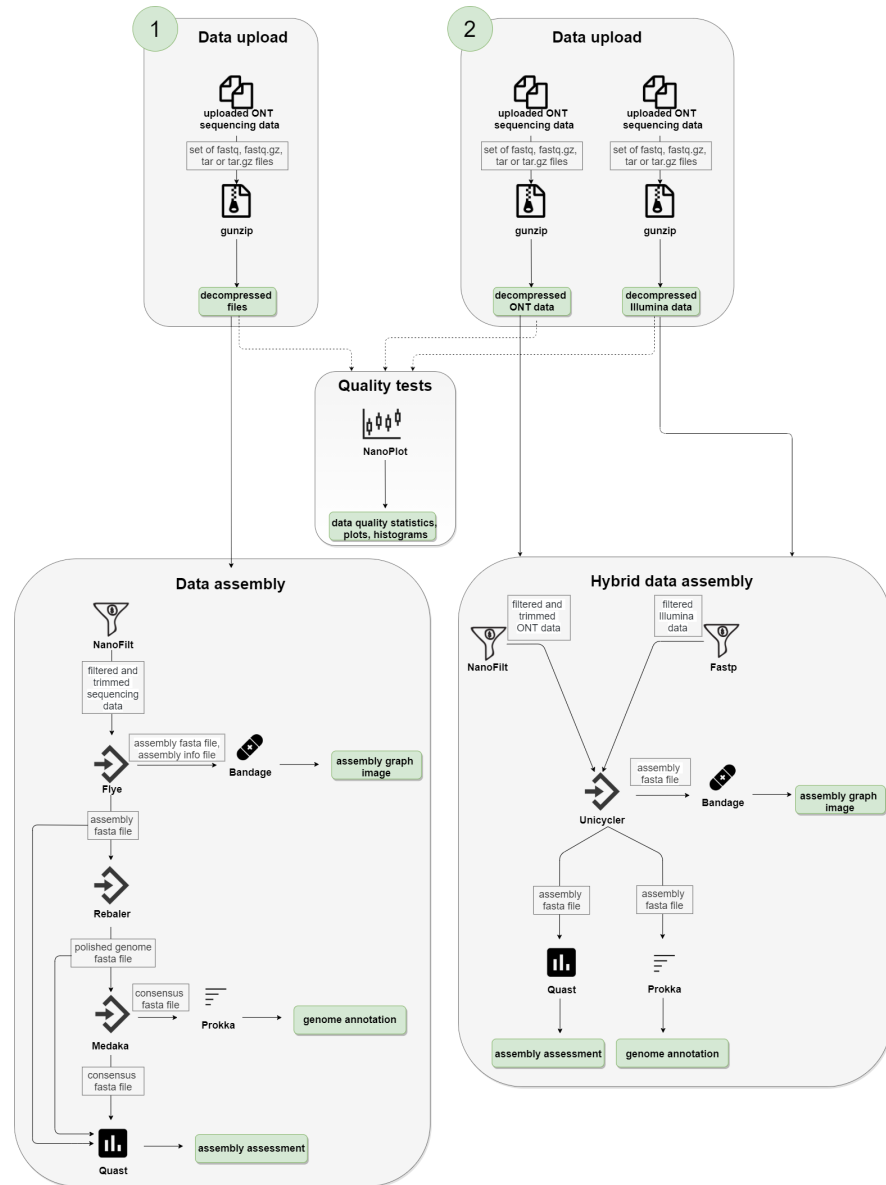 1
Data upload
uploaded ONT
sequencing data
set of fastq, fastq.gz,
tar or tar.gz files
gunzip
decompressed
files
2
Data upload
uploaded ONT
sequencing data
set of fastq, fastq.gz,
tar or tar.gz files
gunzip
decompressed
ONT data
uploaded ONT
sequencing data
set of fastq, fastq.gz,
tar or tar.gz files
gunzip
decompressed
Illumina data
Quality tests
NanoPlot
data quality statistics,
plots, histograms
Data assembly
NanoFilt
filtered and
trimmed
sequencing
data
Flye
assembly fasta file,
assembly info file
Bandage
assembly graph
image
assembly
fasta file
Rebaler
polished genome
fasta file
Medaka
consensus
fasta file
Prokka
genome annotation
consensus
fasta file
Quast
assembly assessment
Hybrid data assembly
NanoFilt
filtered and
trimmed
ONT data
filtered
Illumina
data
Fastp
Unicycler
assembly
fasta file
Bandage
assembly graph
image
assembly
fasta file
Quast
assembly assessment
assembly
fasta file
Prokka
genome annotation